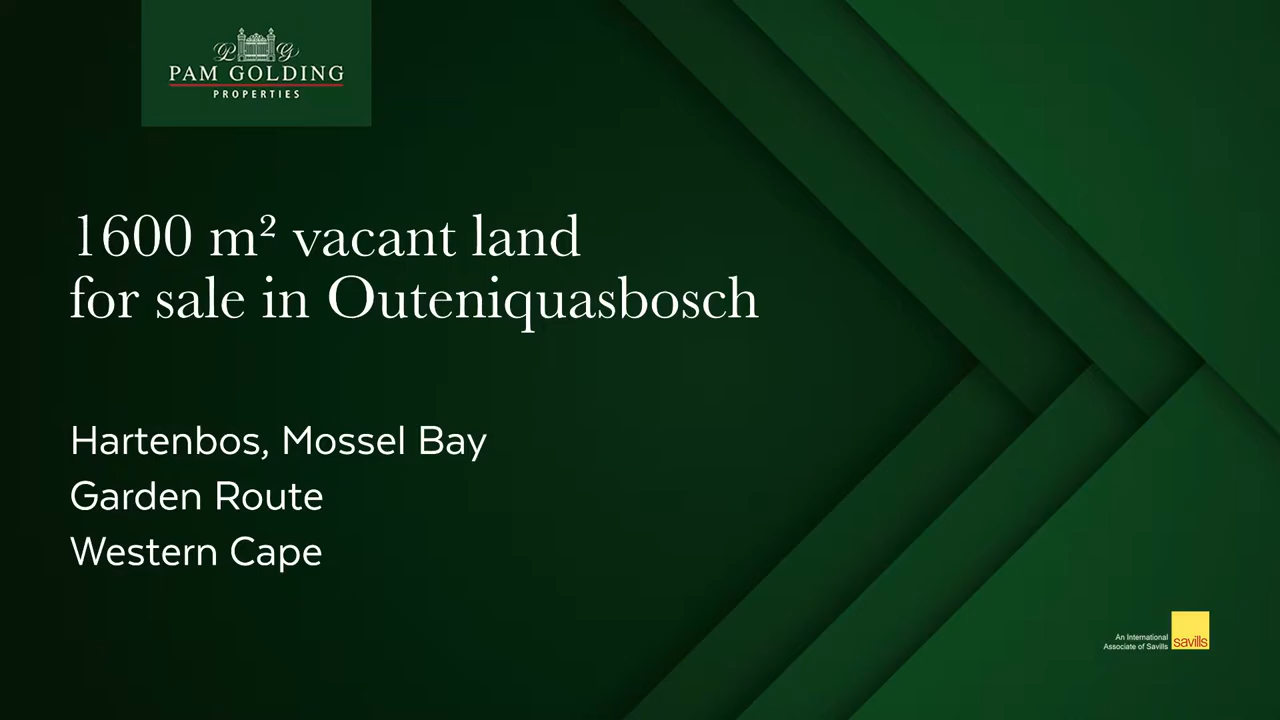 P G
PAM GOLDING
PROPERTIES
1600 m² vacant land
for sale in Outeniquasbosch
Hartenbos, Mossel Bay
Garden Route
Western Cape
An International
Associate of Savills
savills